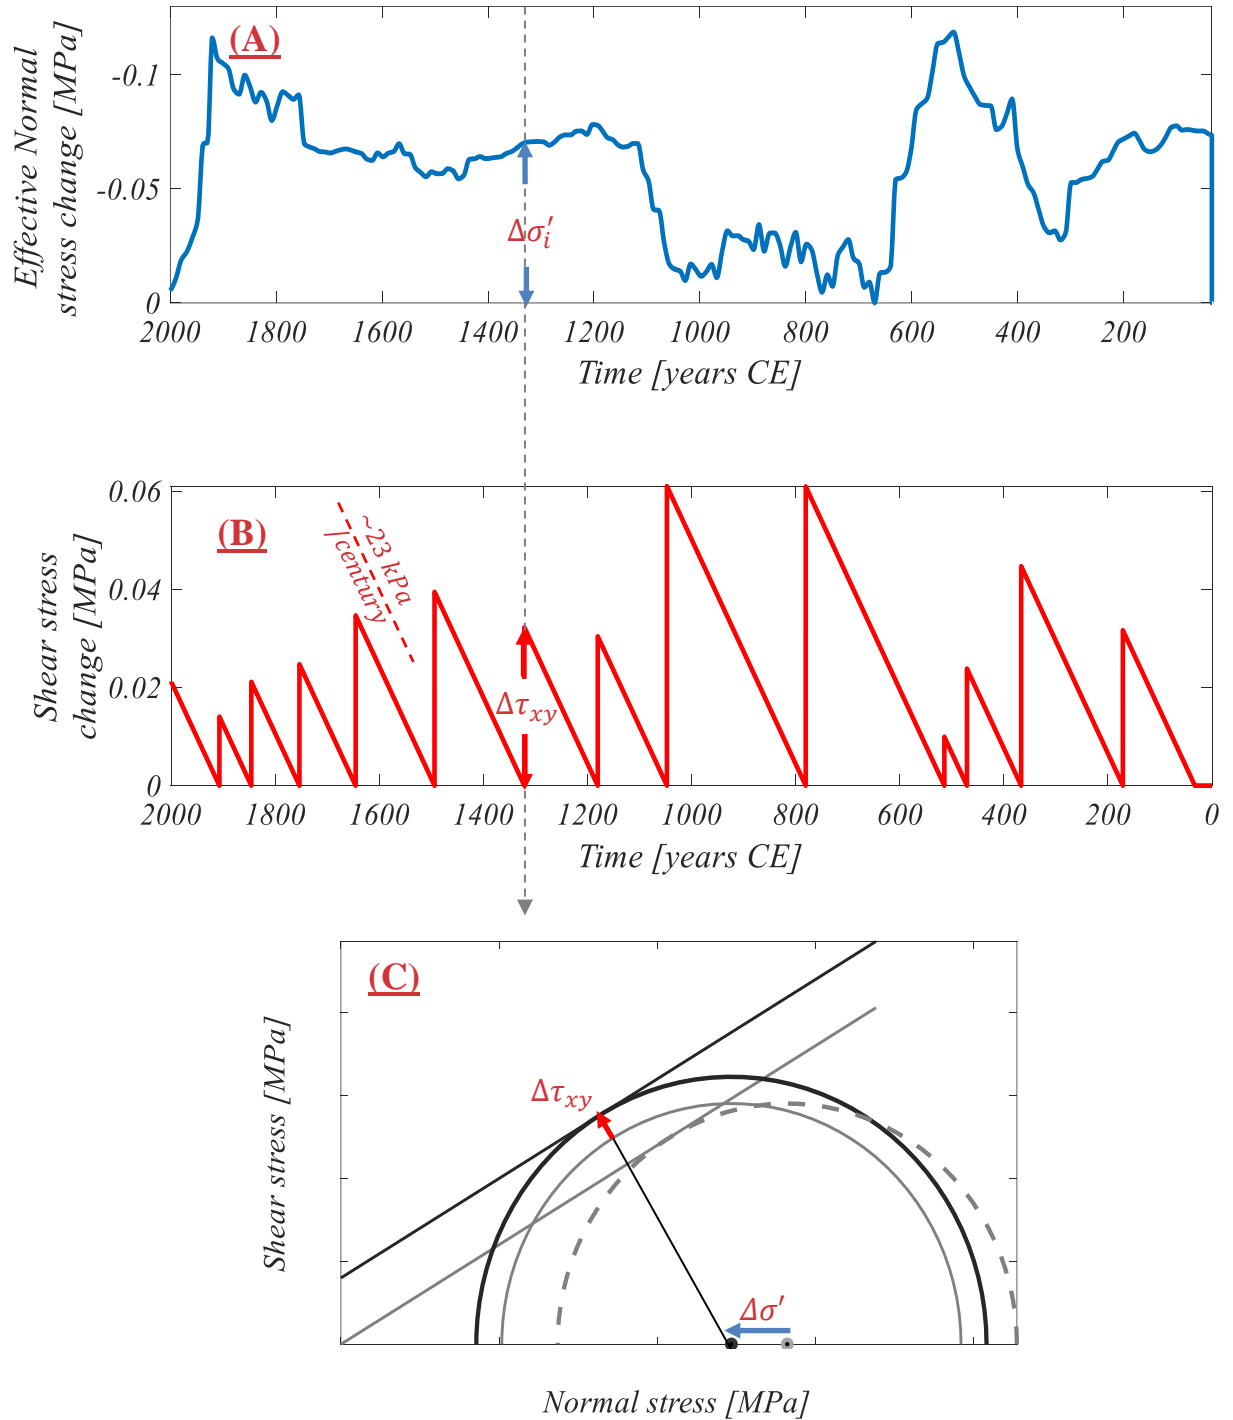 (A)
Effective Normal
stress change [MPa]
-0.1
-0.05
0
Δσ′i
2000 1800 1600 1400 1200 1000 800 600 400 200
Time [years CE]
(B)
Shear stress
change [MPa]
0.06
0.04
0.02
0
~23 kPa
/century
Δτxy
2000 1800 1600 1400 1200 1000 800 600 400 200 0
Time [years CE]
(C)
Shear stress [MPa]
Δτxy
Δσ′
Normal stress [MPa]